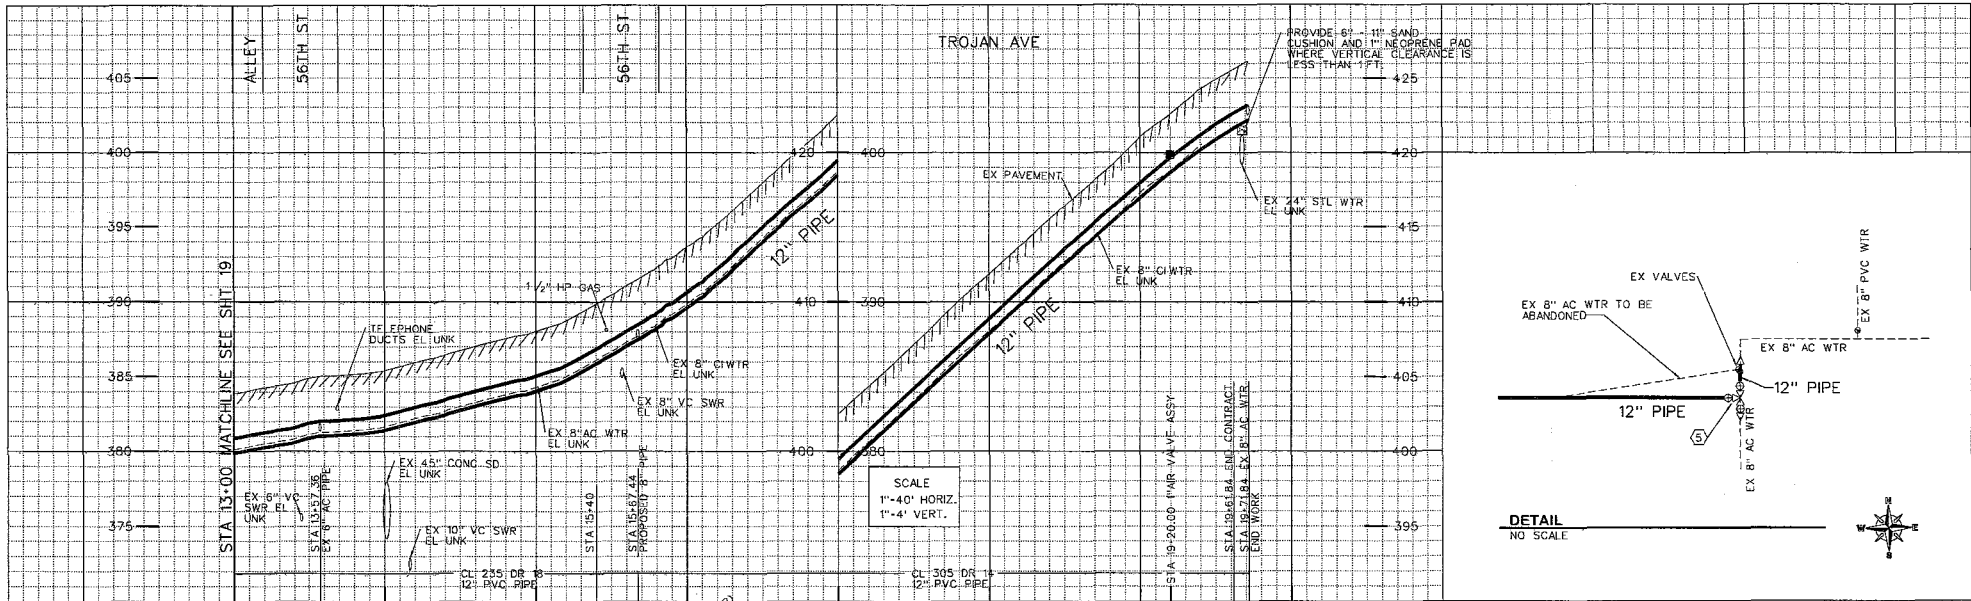 ALLEY
56TH ST
56TH ST
TROJAN AVE
PROVIDE 6" - 11" SAND
CUSHION AND 1" NEOPRENE PAD
WHERE VERTICAL CLEARANCE IS
LESS THAN 1 FT.
405
425
400
420
400
420
395
415
390
410
390
410
385
405
380
400
380
400
375
395
EX PAVEMENT
12" PIPE
12" PIPE
EX 24" STL WTR
EL UNK
EX 8" CI WTR
EL UNK
1 1/2" HP GAS
TELEPHONE
DUCTS EL UNK
EX 8" CI WTR
EL UNK
EX 8" VC SWR
EL UNK
EX 8" AC WTR
EL UNK
EX 45" CONC SD
EL UNK
EX 6" VC
SWR EL
UNK
EX 10" VC SWR
EL UNK
STA 13+00 MATCHLINE SEE SHT 19
STA 13+57.36
EX 6" AC PIPE
STA 15+40
STA 15+67.44
PROPOSED 8" PIPE
SCALE
1"-40' HORIZ.
1"-4' VERT.
STA 19+20.00 1"AIR VALVE ASSY
STA 19+61.84 END CONTRACT
STA 19+71.84 EX 8" AC WTR
END WORK
CL 235 DR 18
12" PVC PIPE
CL 305 DR 14
12" PVC PIPE
EX VALVES
EX 8" AC WTR TO BE
ABANDONED
EX 8" PVC WTR
EX 8" AC WTR
12" PIPE
12" PIPE
5
EX 8" AC WTR
DETAIL
NO SCALE
N
W
E
S